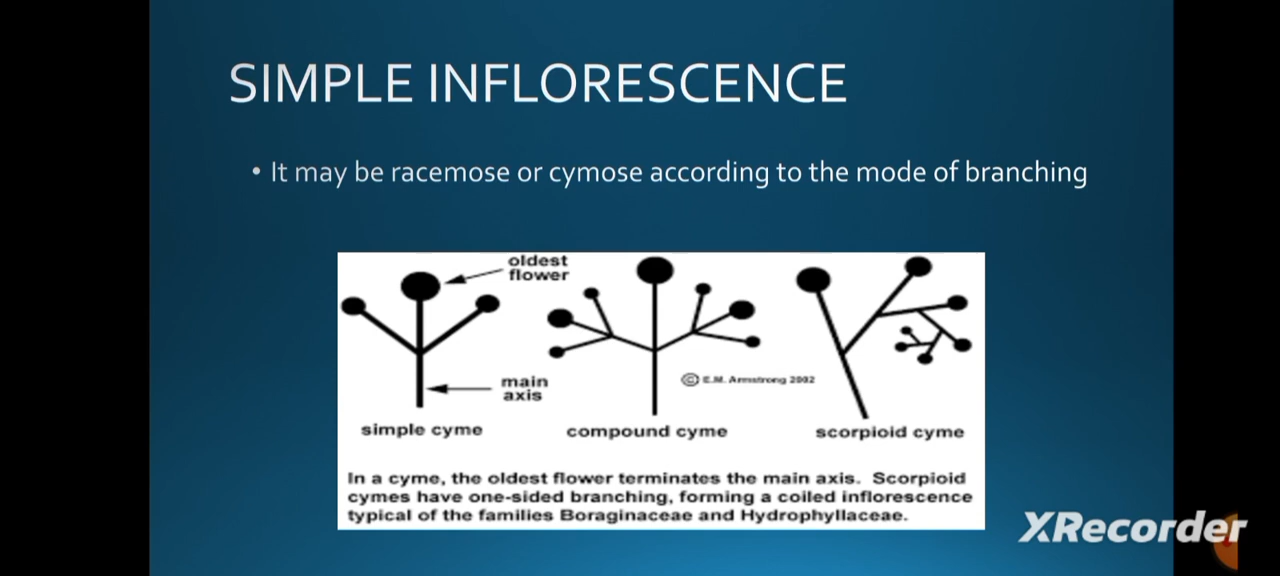 SIMPLE INFLORESCENCE
• It may be racemose or cymose according to the mode of branching
oldest
flower
main
axis
© E.M. Armstrong 2002
simple cyme
compound cyme
scorpioid cyme
In a cyme, the oldest flower terminates the main axis. Scorpioid
cymes have one-sided branching, forming a coiled inflorescence
typical of the families Boraginaceae and Hydrophyllaceae.
XRecorder